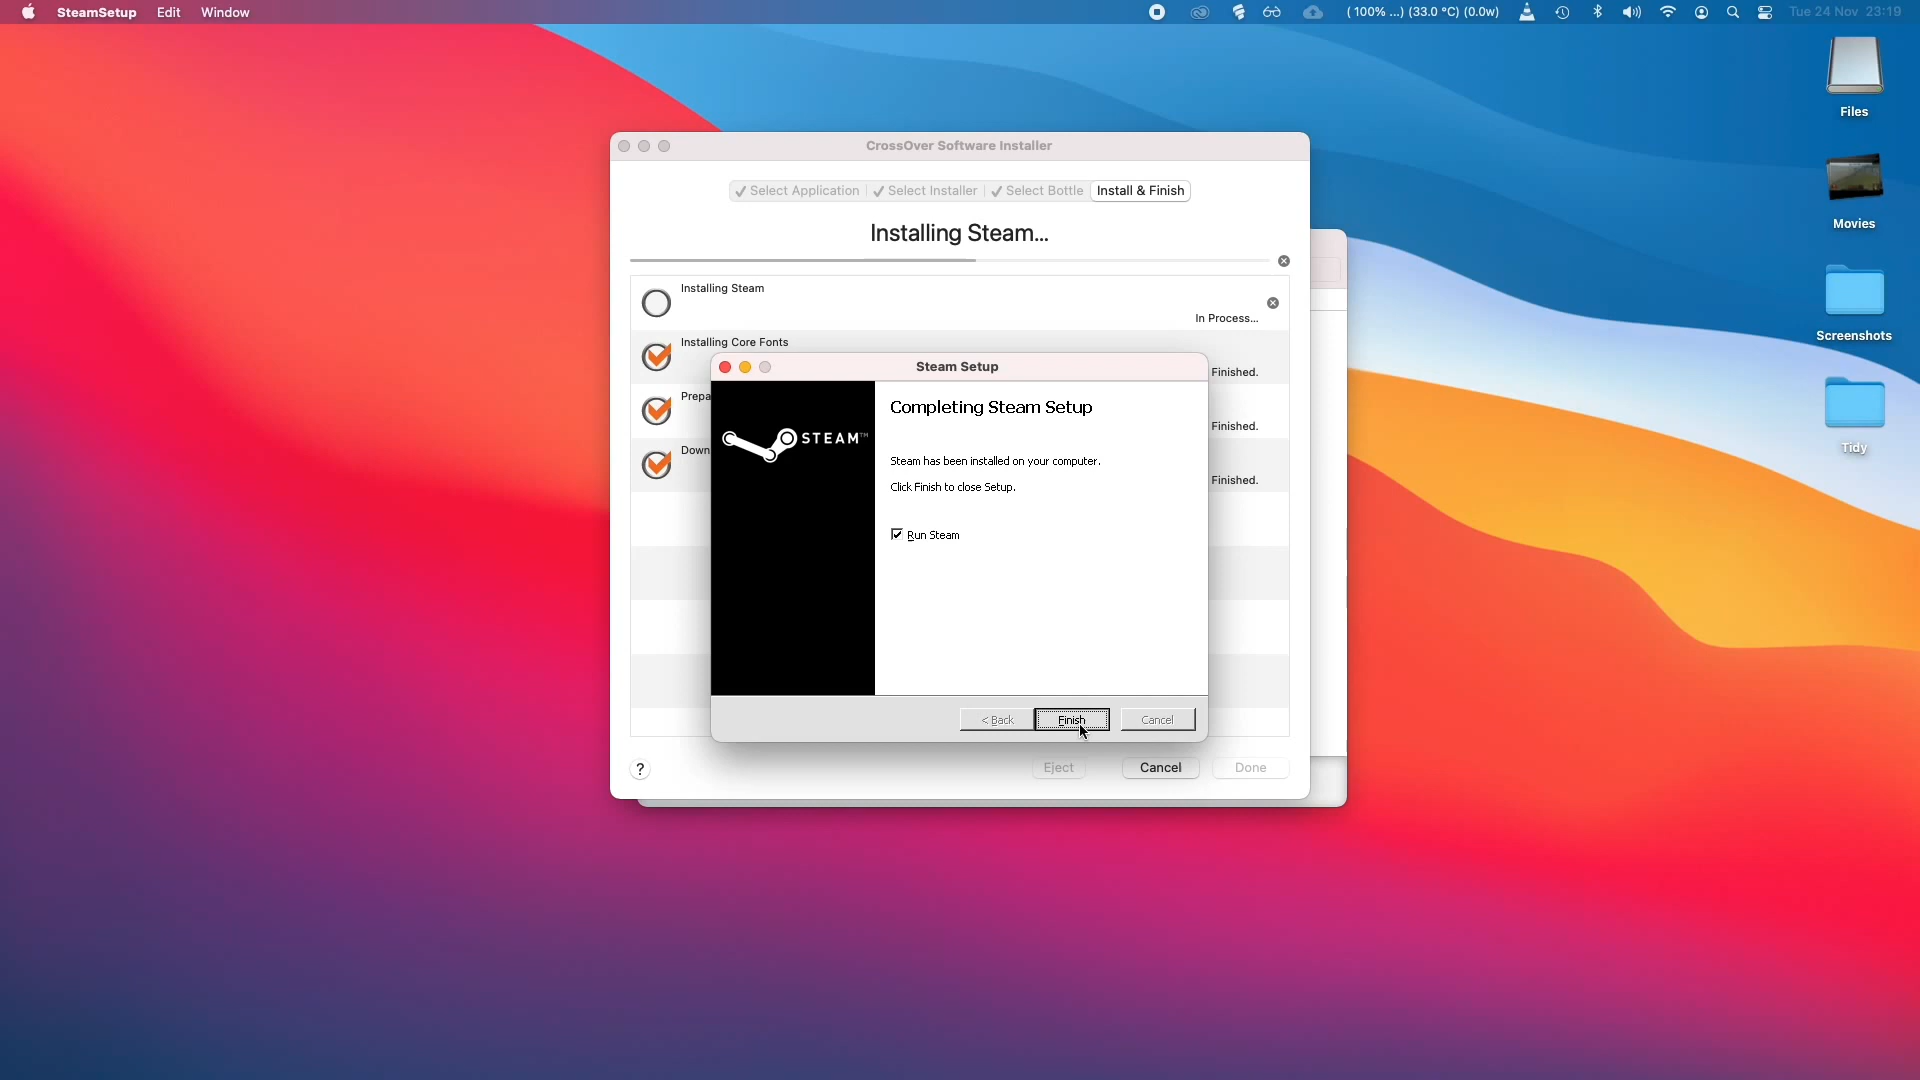 SteamSetup Edit Window
(100% ...) (33.0 °C) (0.0w)
Tue 24 Nov 23:19
Files
Movies
Screenshots
Tidy
CrossOver Software Installer
Select Application
Select Installer
Select Bottle
Install & Finish
Installing Steam...
Installing Steam
In Process...
Installing Core Fonts
Finished.
Prepa
Finished.
Down
Finished.
Steam Setup
STEAM™
Completing Steam Setup
Steam has been installed on your computer.
Click Finish to close Setup.
Run Steam
< Back
Finish
Cancel
?
Eject
Cancel
Done